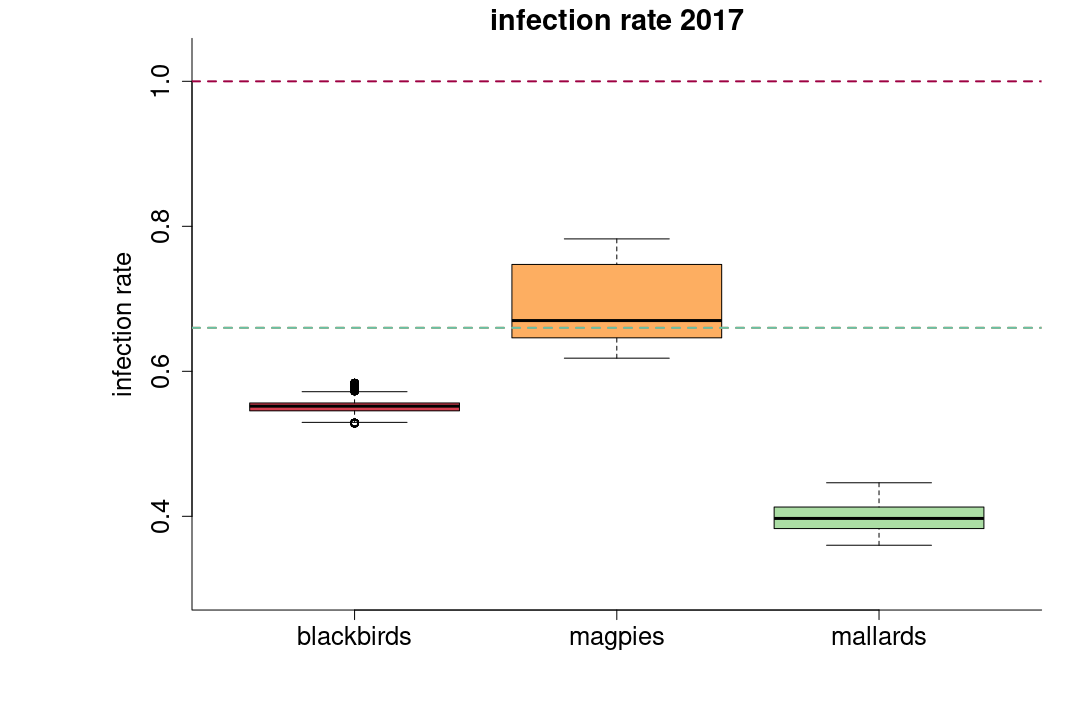 infection rate 2017
infection rate
1.0
0.8
0.6
0.4
blackbirds
magpies
mallards